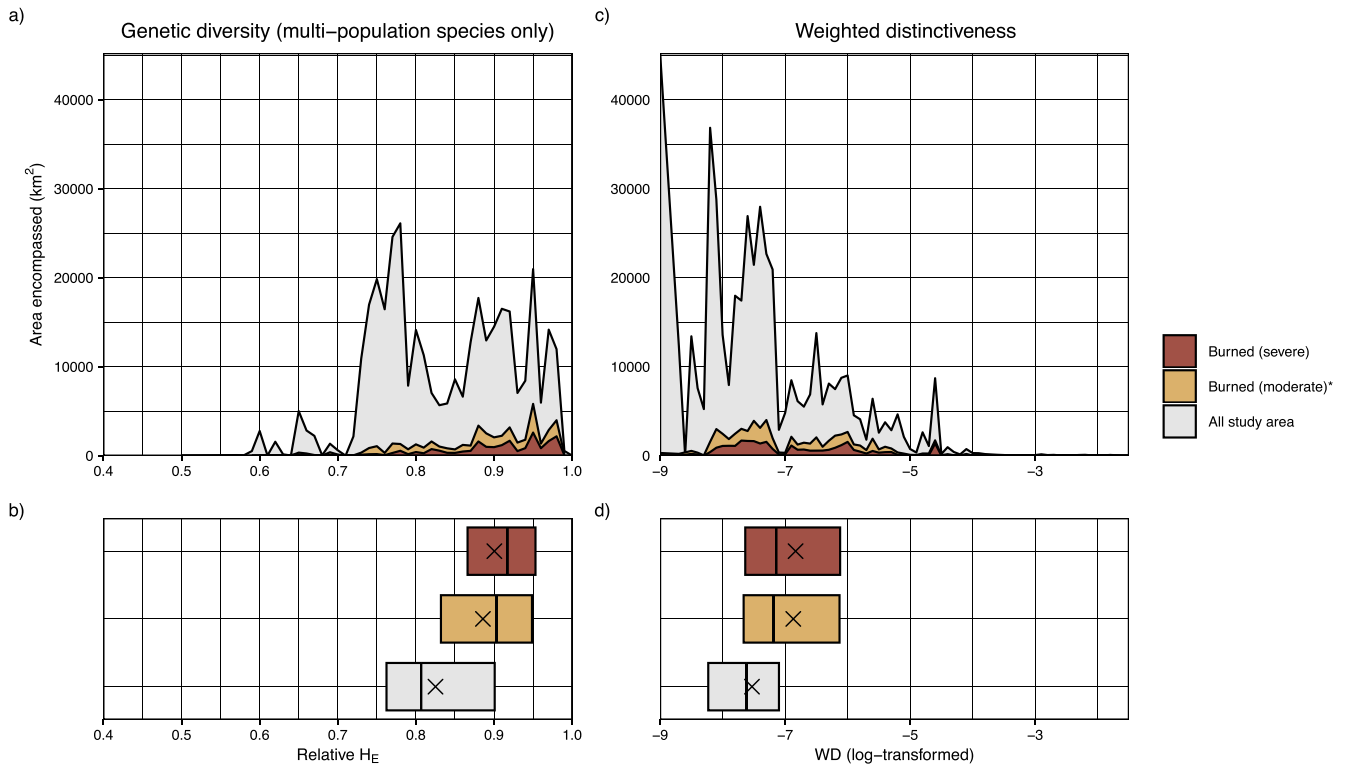 a)
Genetic diversity (multi−population species only)
40000
30000
20000
10000
0
Area encompassed (km²)
0.4 0.5 0.6 0.7 0.8 0.9 1.0
c)
Weighted distinctiveness
40000
30000
20000
10000
0
−9 −7 −5 −3
Burned (severe)
Burned (moderate)*
All study area
b)
0.4 0.5 0.6 0.7 0.8 0.9 1.0
Relative H_E
d)
−9 −7 −5 −3
WD (log−transformed)